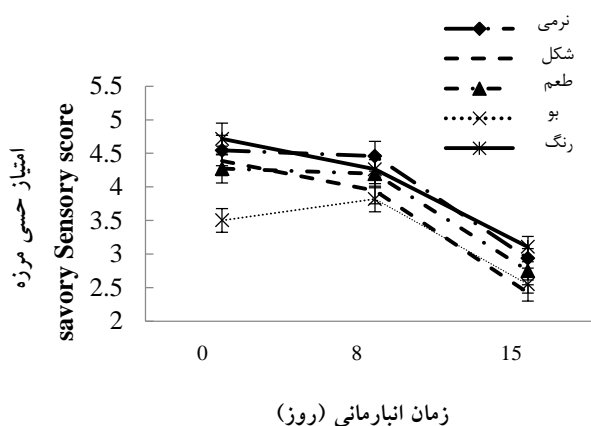 نرمی
شکل
طعم
بو
رنگ
5.5
5
4.5
4
3.5
3
2.5
2
امتیاز حسی مرزه
savory Sensory score
0 8 15
زمان انبارمانی (روز)